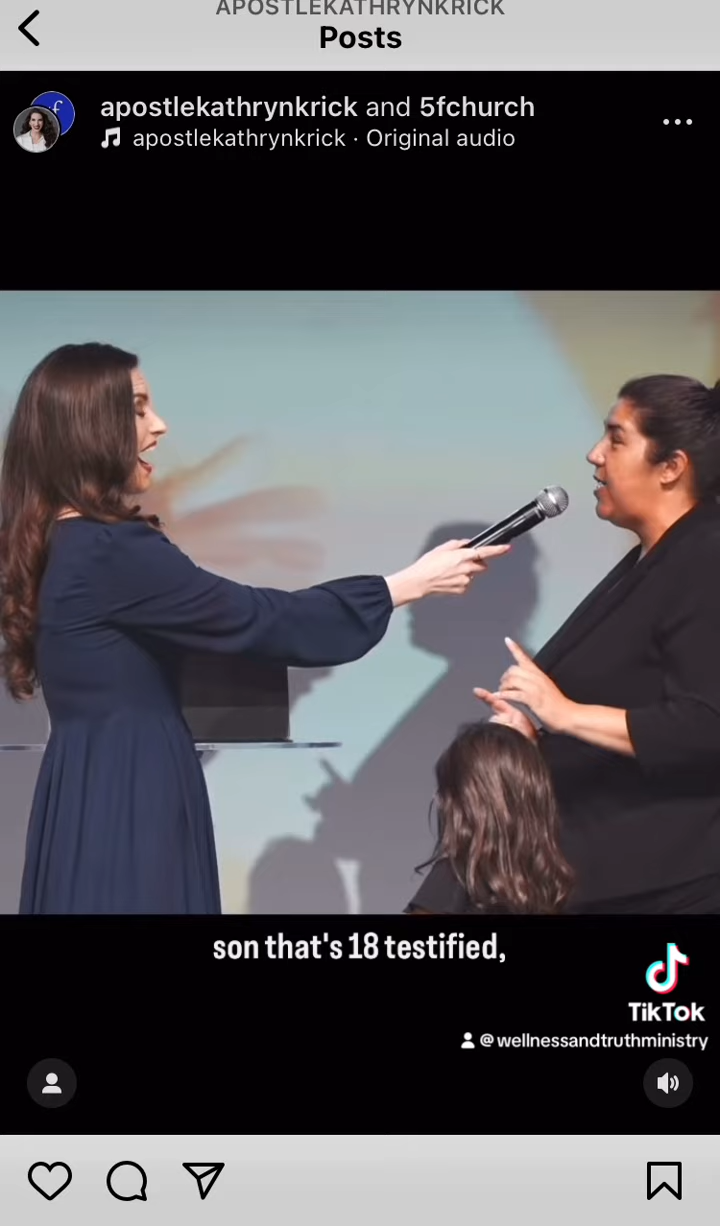 APOSTLEKATHRYNKRICK
Posts
f
apostlekathrynkrick and 5fchurch
apostlekathrynkrick · Original audio
son that's 18 testified,
TikTok
@wellnessandtruthministry